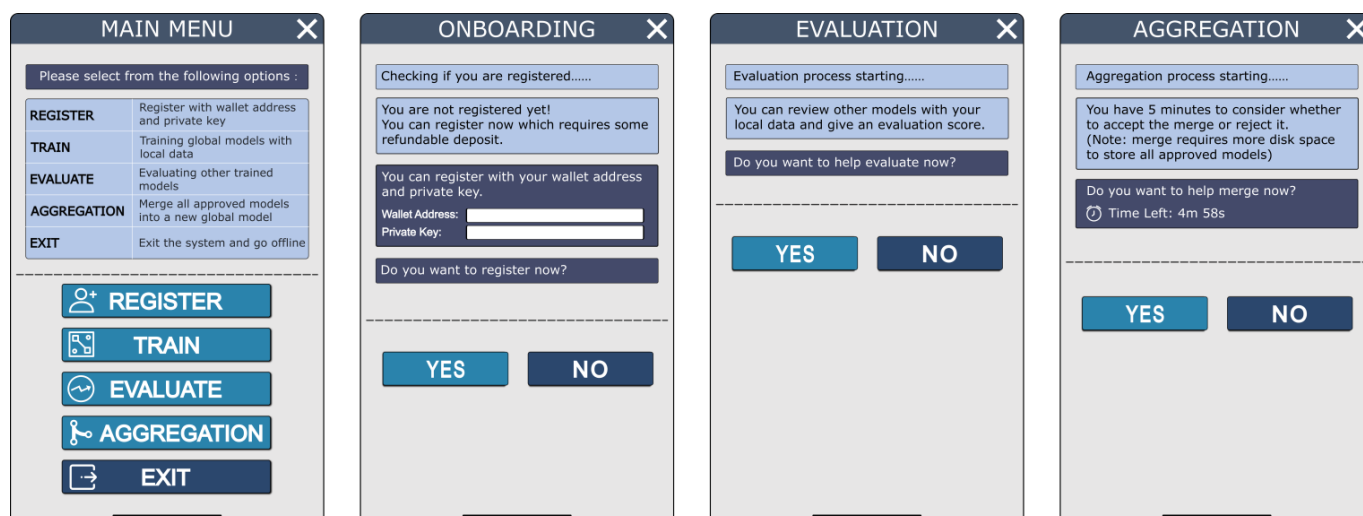 MAIN MENU
Please select from the following options :
REGISTER
Register with wallet address
and private key
TRAIN
Training global models with
local data
EVALUATE
Evaluating other trained
models
AGGREGATION
Merge all approved models
into a new global model
EXIT
Exit the system and go offline
REGISTER
TRAIN
EVALUATE
AGGREGATION
EXIT
ONBOARDING
Checking if you are registered......
You are not registered yet!
You can register now which requires some
refundable deposit.
You can register with your wallet address
and private key.
Wallet Address:
Private Key:
Do you want to register now?
YES
NO
EVALUATION
Evaluation process starting......
You can review other models with your
local data and give an evaluation score.
Do you want to help evaluate now?
YES
NO
AGGREGATION
Aggregation process starting......
You have 5 minutes to consider whether
to accept the merge or reject it.
(Note: merge requires more disk space
to store all approved models)
Do you want to help merge now?
Time Left: 4m 58s
YES
NO